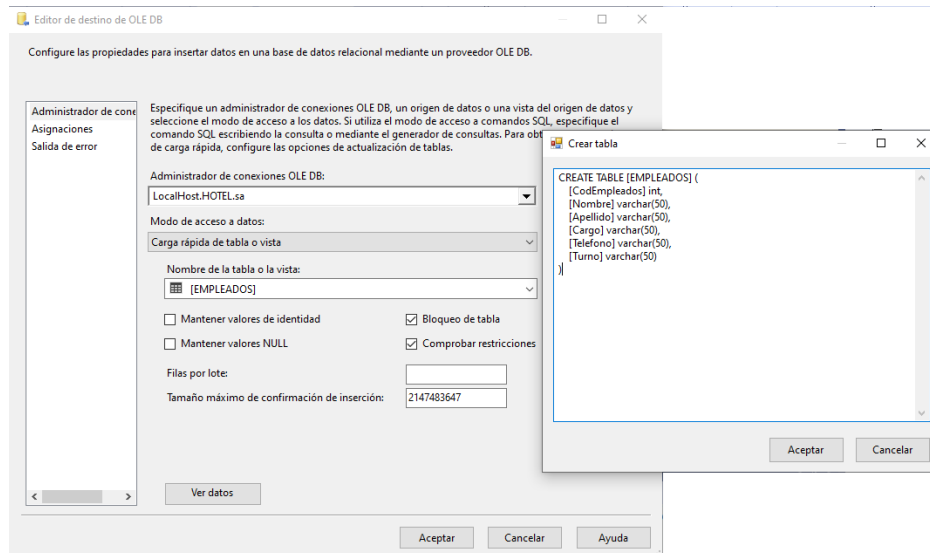 Editor de destino de OLE DB
Configure las propiedades para insertar datos en una base de datos relacional mediante un proveedor OLE DB.
Administrador de cone
Asignaciones
Salida de error
Especifique un administrador de conexiones OLE DB, un origen de datos o una vista del origen de datos y
seleccione el modo de acceso a los datos. Si utiliza el modo de acceso a comandos SQL, especifique el
comando SQL escribiendo la consulta o mediante el generador de consultas. Para obt
de carga rápida, configure las opciones de actualización de tablas.
Administrador de conexiones OLE DB:
LocalHost.HOTEL.sa
Modo de acceso a datos:
Carga rápida de tabla o vista
Nombre de la tabla o la vista:
[EMPLEADOS]
Mantener valores de identidad
Bloqueo de tabla
Mantener valores NULL
Comprobar restricciones
Filas por lote:
Tamaño máximo de confirmación de inserción:
2147483647
Ver datos
Aceptar
Cancelar
Ayuda
Crear tabla
CREATE TABLE [EMPLEADOS] (
[CodEmpleados] int,
[Nombre] varchar(50),
[Apellido] varchar(50),
[Cargo] varchar(50),
[Telefono] varchar(50),
[Turno] varchar(50)
)
Aceptar
Cancelar